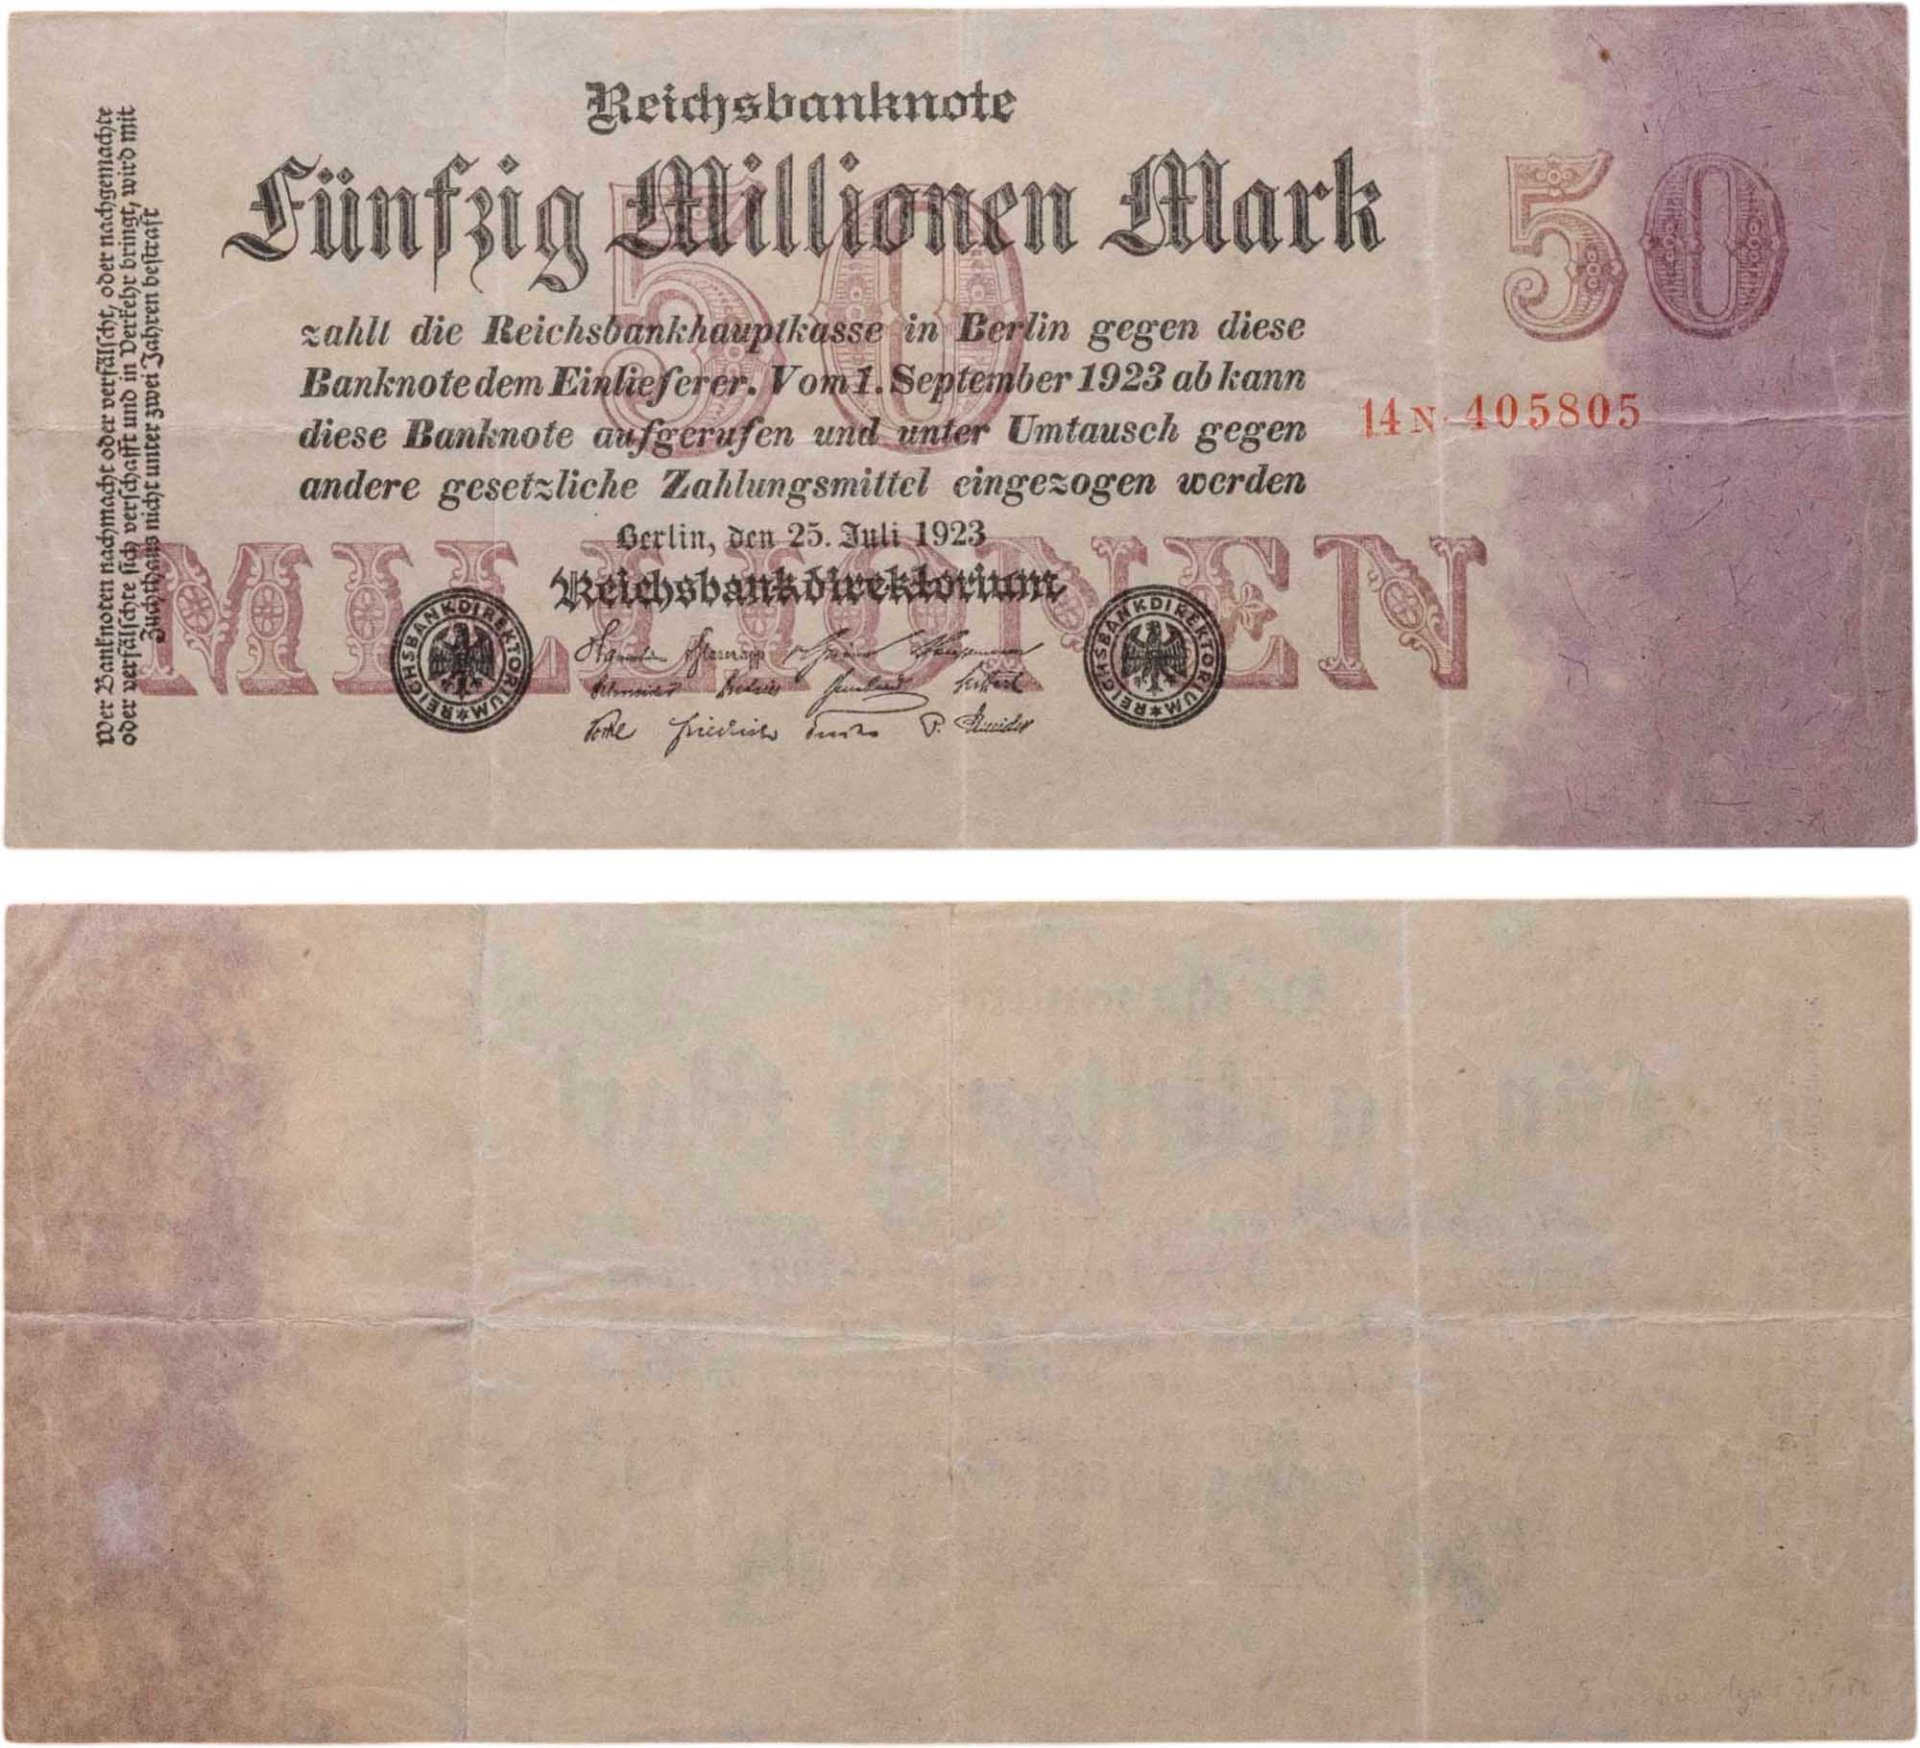 Reichsbanknote
Fünfzig Millionen Mark
50
50
zahlt die Reichsbankhauptkasse in Berlin gegen diese
Banknote dem Einlieferer. Vom 1. September 1923 ab kann
diese Banknote aufgerufen und unter Umtausch gegen
andere gesetzliche Zahlungsmittel eingezogen werden
14 N· 405805
Berlin, den 25. Juli 1923
MILLIONEN
Reichsbankdirektorium
REICHSBANKDIREKTORIUM
REICHSBANKDIREKTORIUM
Wer Banknoten nachmacht oder verfälscht, oder nachgemachte
oder verfälschte sich verschafft und in Verkehr bringt, wird mit
Zuchthaus nicht unter zwei Jahren bestraft